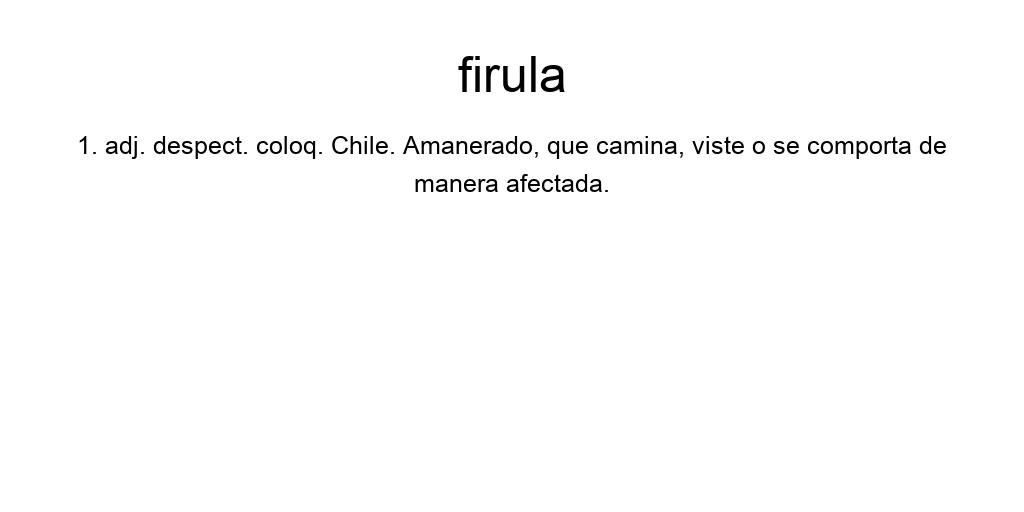 firula
1. adj. despect. coloq. Chile. Amanerado, que camina, viste o se comporta de
manera afectada.